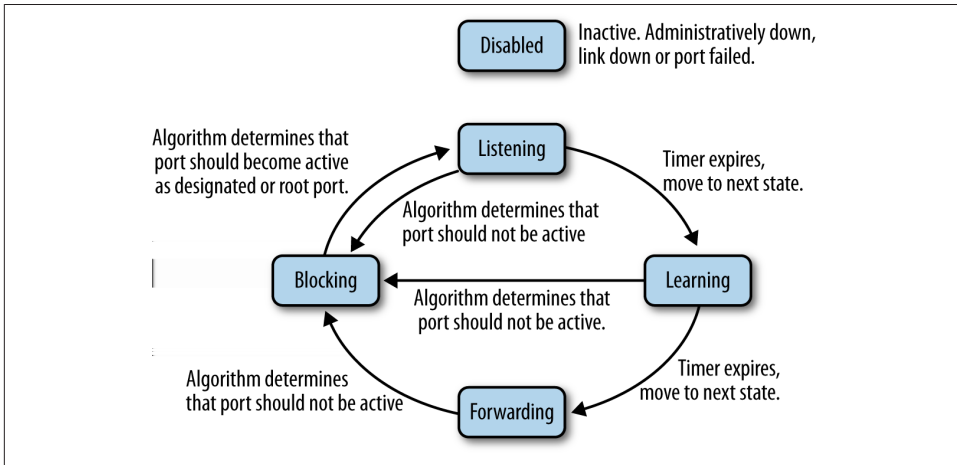 Disabled
Inactive. Administratively down,
link down or port failed.
Algorithm determines that
port should become active
as designated or root port.
Listening
Timer expires,
move to next state.
Algorithm determines that
port should not be active
Blocking
Learning
Algorithm determines that
port should not be active.
Algorithm determines
that port should not be active
Forwarding
Timer expires,
move to next state.